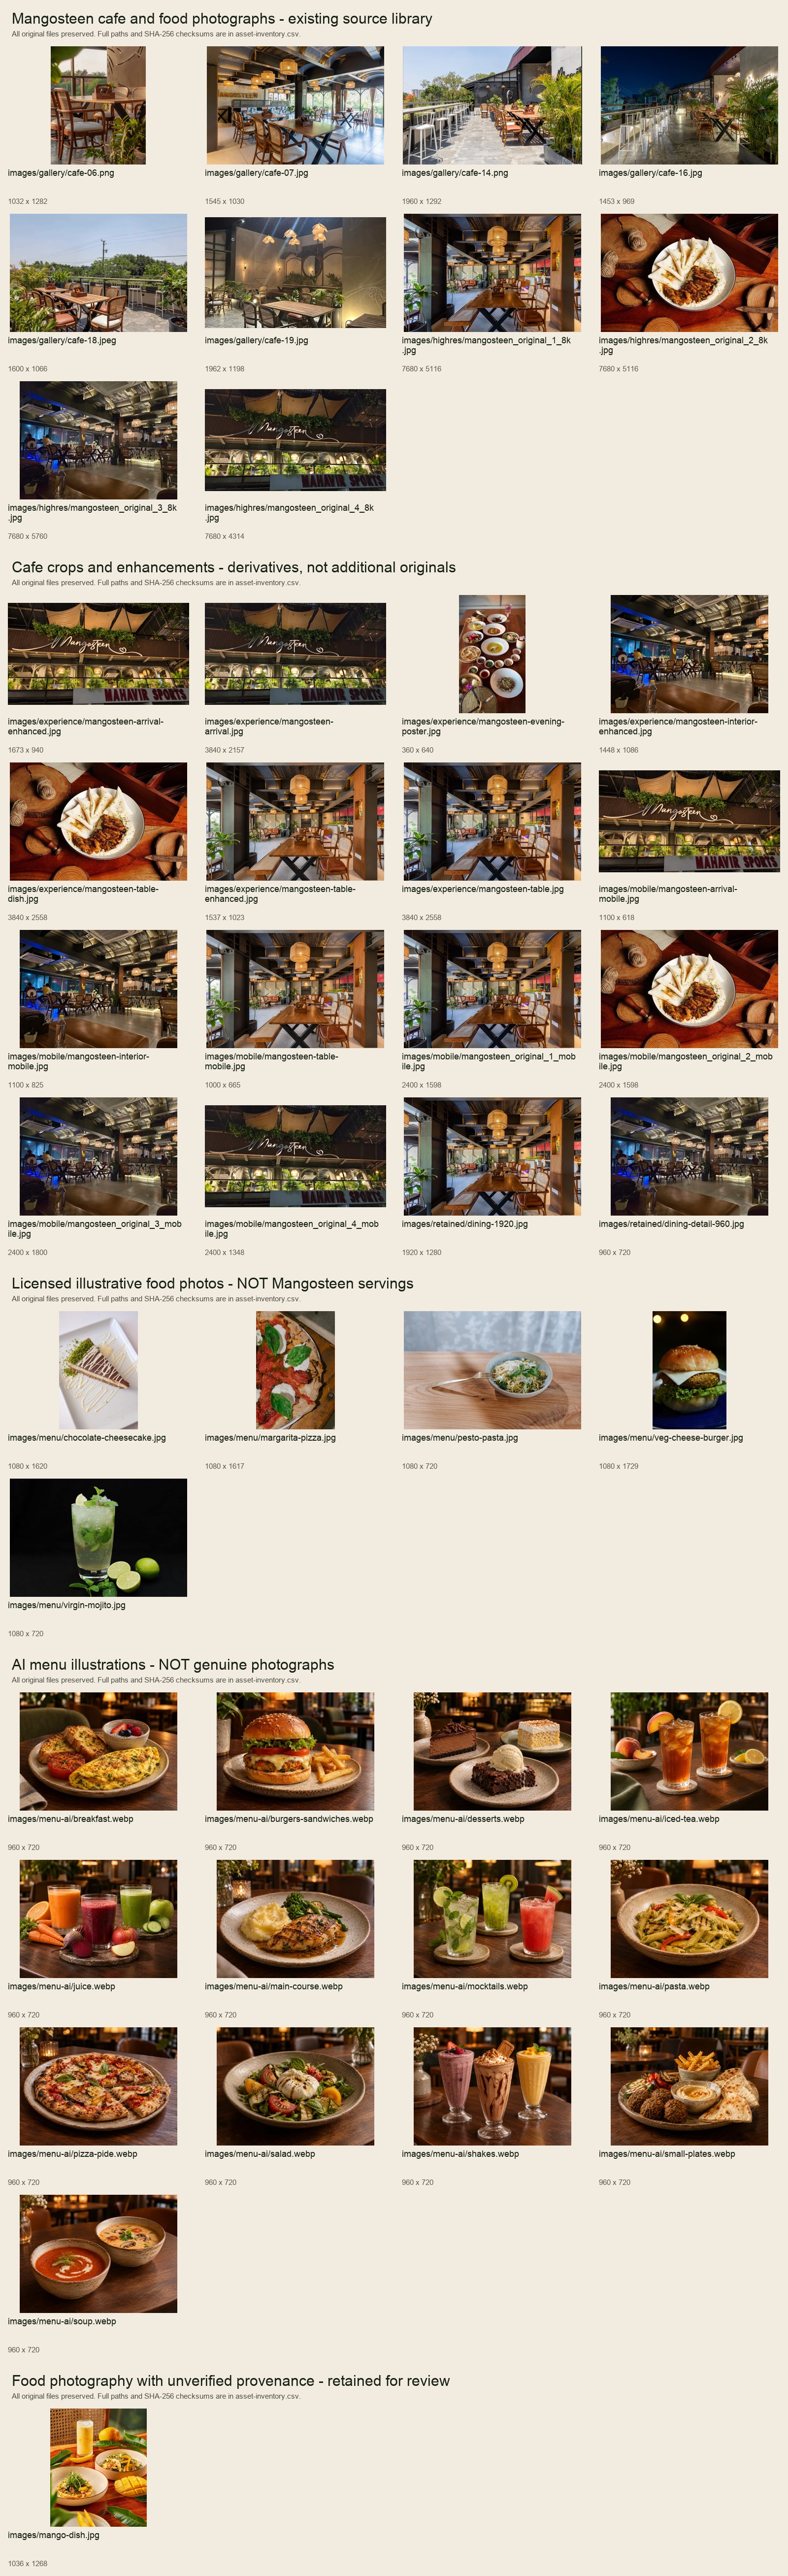 Mangosteen cafe and food photographs - existing source library
All original files preserved. Full paths and SHA-256 checksums are in asset-inventory.csv.
images/gallery/cafe-06.png
1032 x 1282
images/gallery/cafe-07.jpg
1545 x 1030
images/gallery/cafe-14.png
1960 x 1292
images/gallery/cafe-16.jpg
1453 x 969
images/gallery/cafe-18.jpeg
1600 x 1066
images/gallery/cafe-19.jpg
1962 x 1198
images/highres/mangosteen_original_1_8k
.jpg
7680 x 5116
images/highres/mangosteen_original_2_8k
.jpg
7680 x 5116
images/highres/mangosteen_original_3_8k
.jpg
7680 x 5760
Mangosteen
MAHAVIR SPORTS
images/highres/mangosteen_original_4_8k
.jpg
7680 x 4314
Cafe crops and enhancements - derivatives, not additional originals
All original files preserved. Full paths and SHA-256 checksums are in asset-inventory.csv.
Mangosteen
MAHAVIR SPORTS
images/experience/mangosteen-arrival-
enhanced.jpg
1673 x 940
Mangosteen
MAHAVIR SPORTS
images/experience/mangosteen-
arrival.jpg
3840 x 2157
images/experience/mangosteen-evening-
poster.jpg
360 x 640
images/experience/mangosteen-interior-
enhanced.jpg
1448 x 1086
images/experience/mangosteen-table-
dish.jpg
3840 x 2558
images/experience/mangosteen-table-
enhanced.jpg
1537 x 1023
images/experience/mangosteen-table.jpg
3840 x 2558
Mangosteen
MAHAVIR SPORTS
images/mobile/mangosteen-arrival-
mobile.jpg
1100 x 618
images/mobile/mangosteen-interior-
mobile.jpg
1100 x 825
images/mobile/mangosteen-table-
mobile.jpg
1000 x 665
images/mobile/mangosteen_original_1_mob
ile.jpg
2400 x 1598
images/mobile/mangosteen_original_2_mob
ile.jpg
2400 x 1598
images/mobile/mangosteen_original_3_mob
ile.jpg
2400 x 1800
Mangosteen
MAHAVIR SPORTS
images/mobile/mangosteen_original_4_mob
ile.jpg
2400 x 1348
images/retained/dining-1920.jpg
1920 x 1280
images/retained/dining-detail-960.jpg
960 x 720
Licensed illustrative food photos - NOT Mangosteen servings
All original files preserved. Full paths and SHA-256 checksums are in asset-inventory.csv.
images/menu/chocolate-cheesecake.jpg
1080 x 1620
images/menu/margarita-pizza.jpg
1080 x 1617
images/menu/pesto-pasta.jpg
1080 x 720
images/menu/veg-cheese-burger.jpg
1080 x 1729
images/menu/virgin-mojito.jpg
1080 x 720
AI menu illustrations - NOT genuine photographs
All original files preserved. Full paths and SHA-256 checksums are in asset-inventory.csv.
images/menu-ai/breakfast.webp
960 x 720
images/menu-ai/burgers-sandwiches.webp
960 x 720
images/menu-ai/desserts.webp
960 x 720
images/menu-ai/iced-tea.webp
960 x 720
images/menu-ai/juice.webp
960 x 720
images/menu-ai/main-course.webp
960 x 720
images/menu-ai/mocktails.webp
960 x 720
images/menu-ai/pasta.webp
960 x 720
images/menu-ai/pizza-pide.webp
960 x 720
images/menu-ai/salad.webp
960 x 720
images/menu-ai/shakes.webp
960 x 720
images/menu-ai/small-plates.webp
960 x 720
images/menu-ai/soup.webp
960 x 720
Food photography with unverified provenance - retained for review
All original files preserved. Full paths and SHA-256 checksums are in asset-inventory.csv.
images/mango-dish.jpg
1036 x 1268